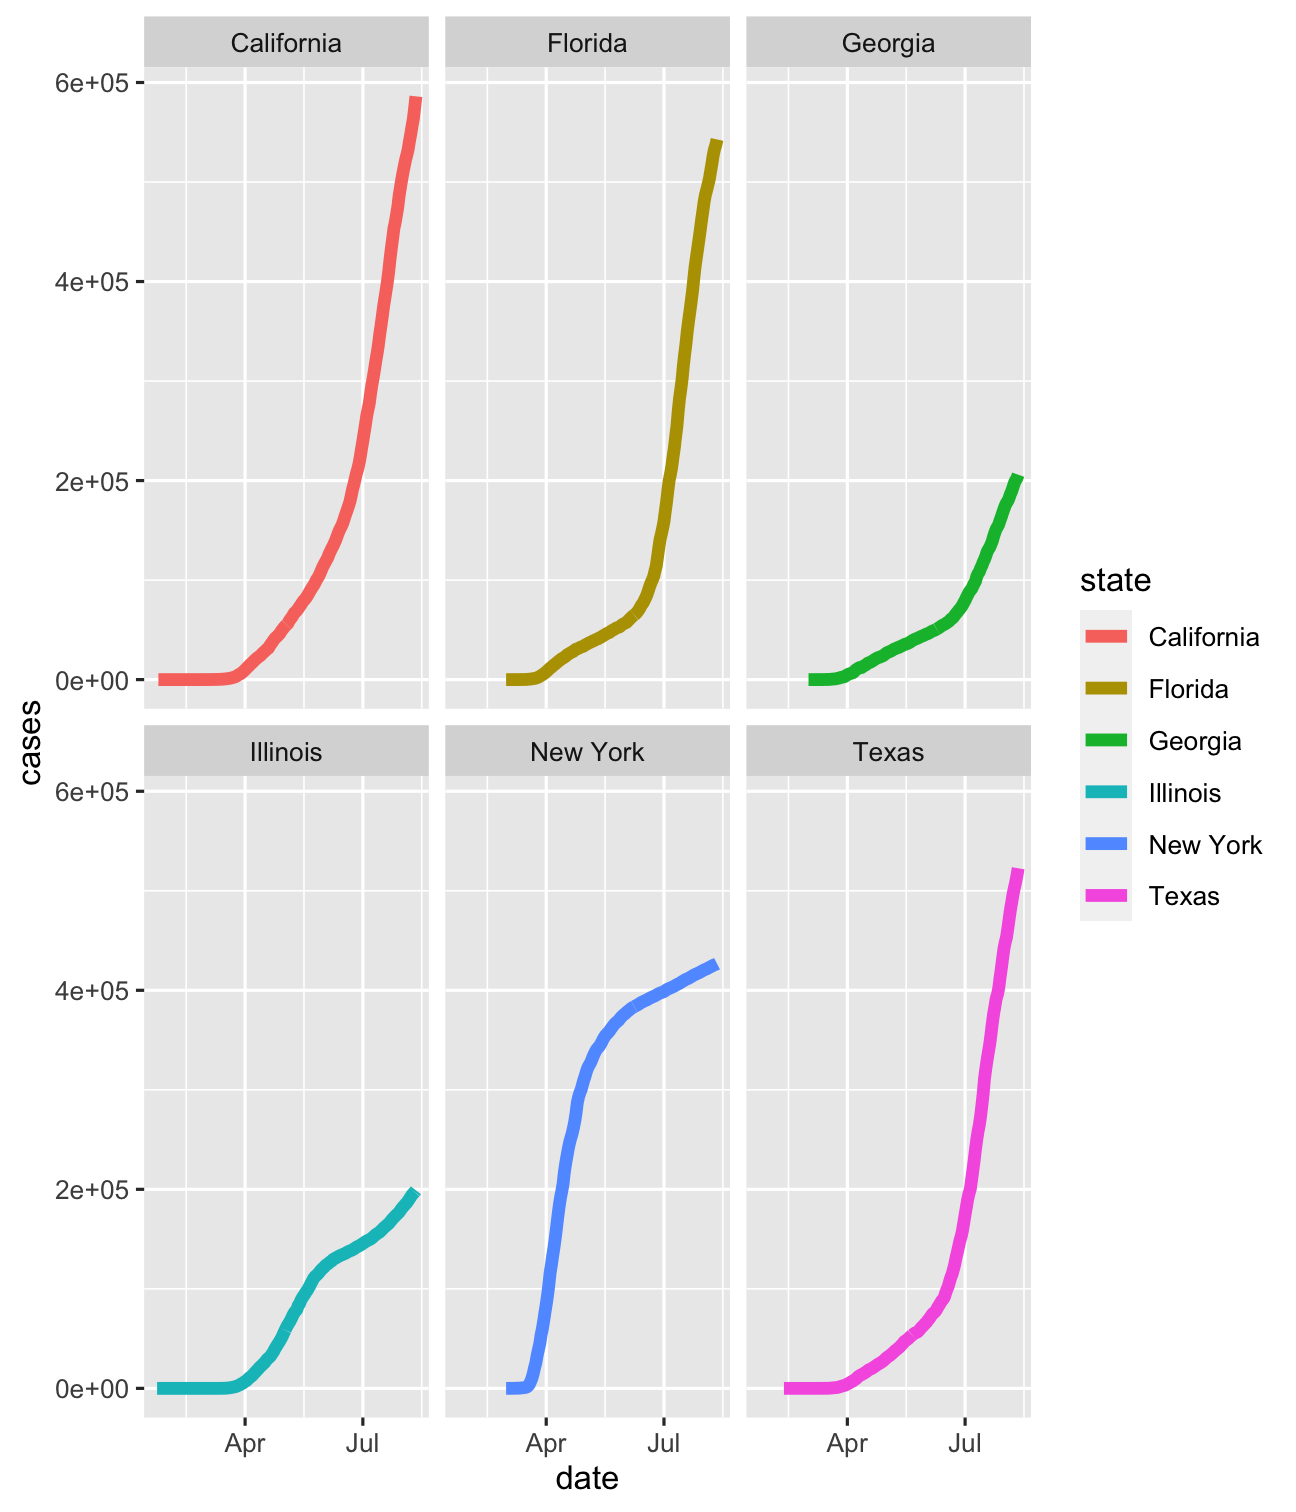 California
Florida
Georgia
6e+05
4e+05
2e+05
0e+00
cases
Illinois
New York
Texas
6e+05
4e+05
2e+05
0e+00
Apr
Jul
Apr
Jul
Apr
Jul
date
state
California
Florida
Georgia
Illinois
New York
Texas